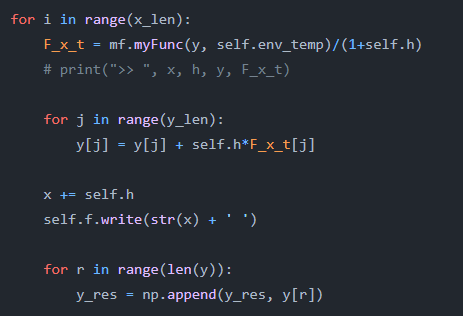 for i in range(x_len):
    F_x_t = mf.myFunc(y, self.env_temp)/(1+self.h)
    # print(">> ", x, h, y, F_x_t)
    for j in range(y_len):
        y[j] = y[j] + self.h*F_x_t[j]
    x += self.h
    self.f.write(str(x) + ' ')
    for r in range(len(y)):
        y_res = np.append(y_res, y[r])